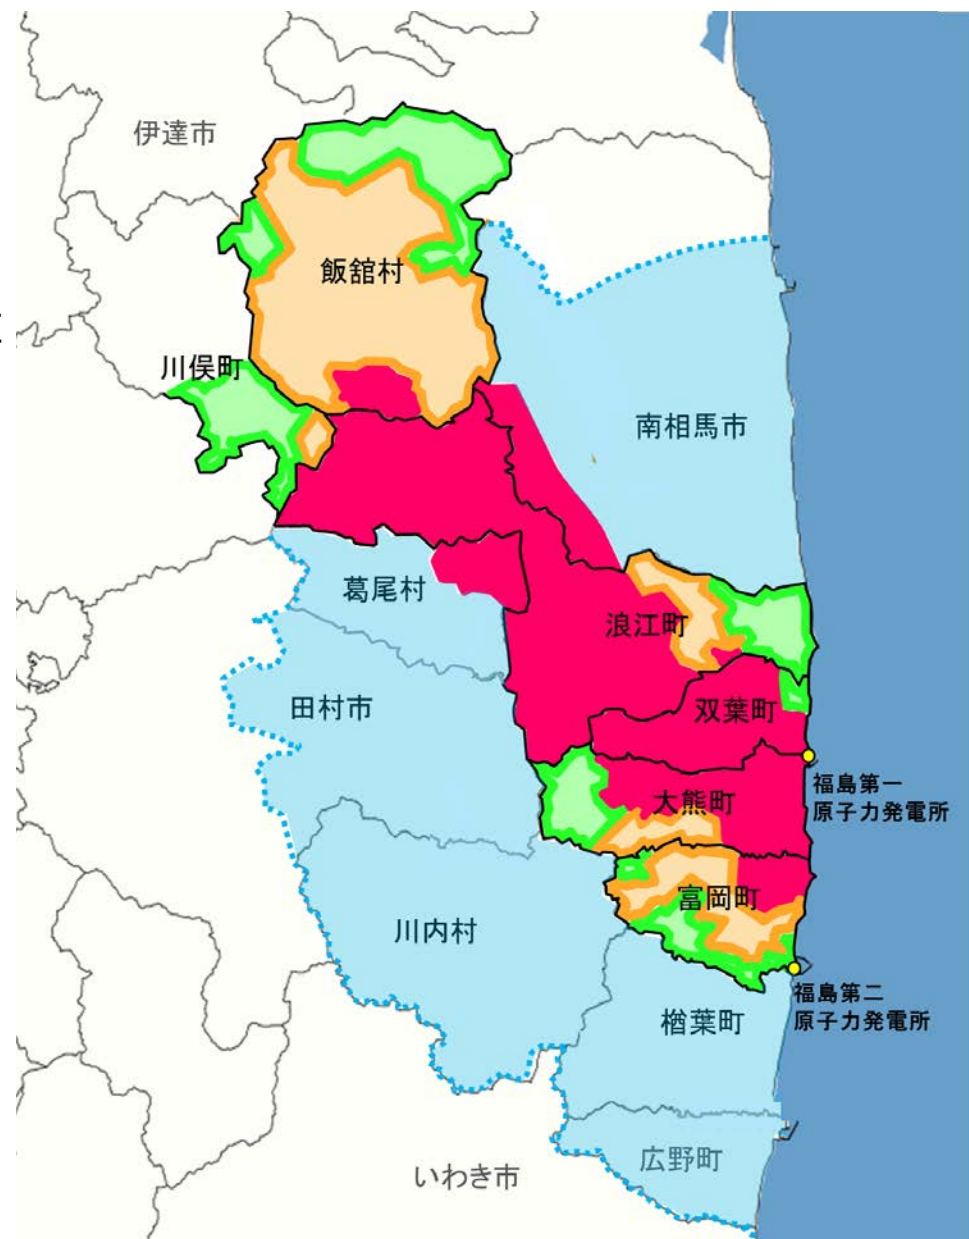 伊達市
飯舘村
川俣町
南相馬市
葛尾村
浪江町
田村市
双葉町
福島第一
原子力発電所
大熊町
富岡町
川内村
福島第二
原子力発電所
楢葉町
広野町
いわき市